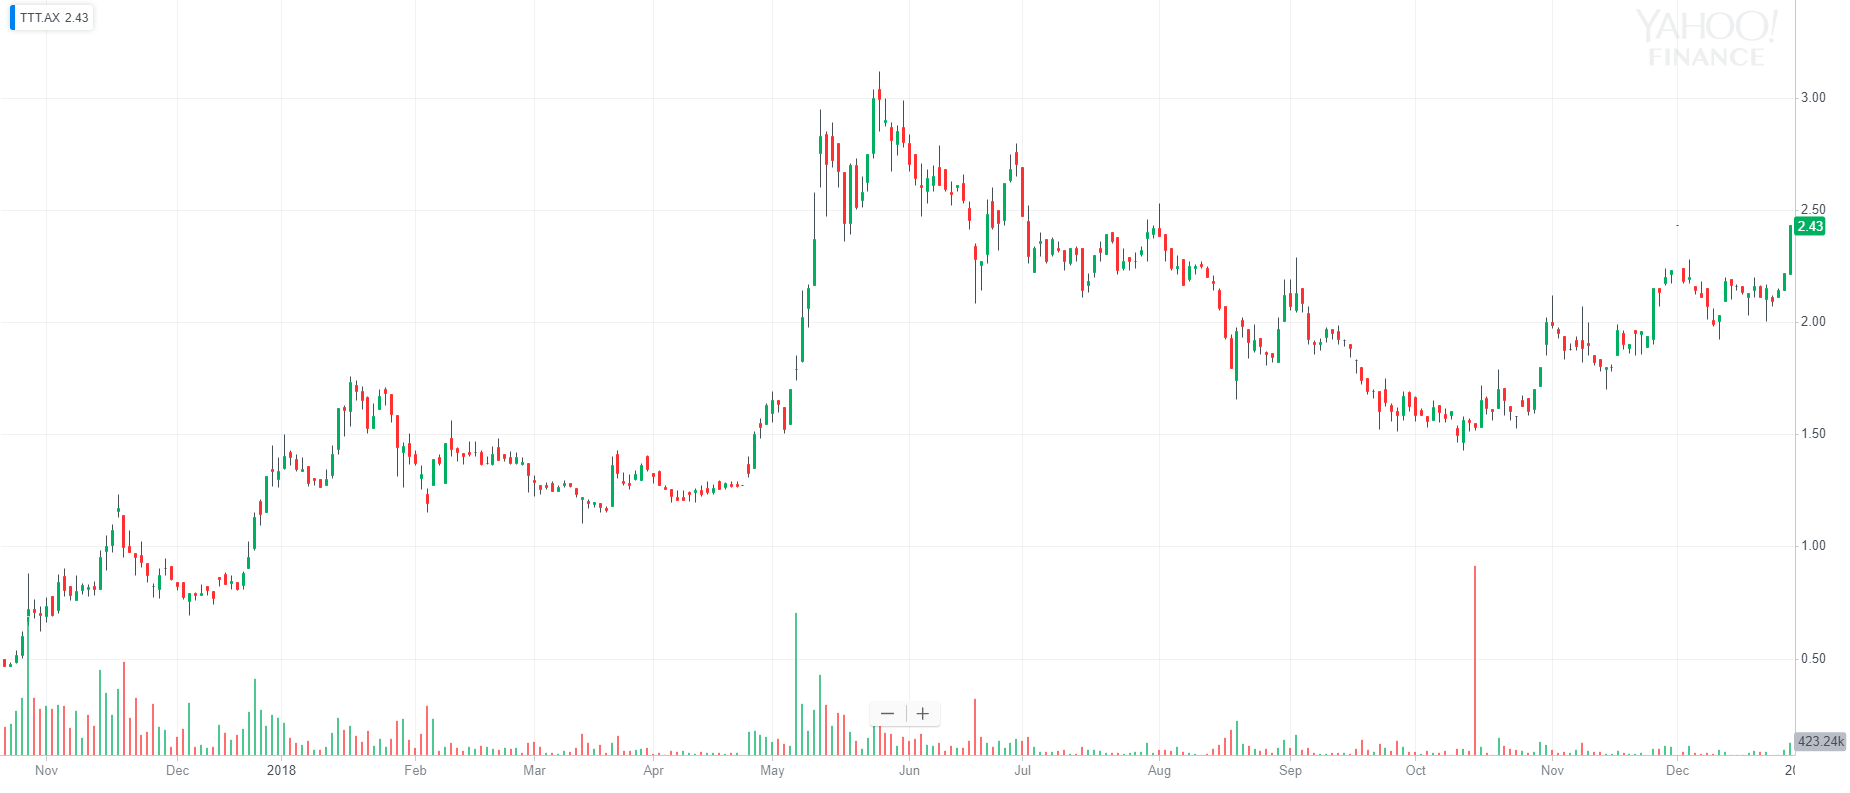 TTT.AX 2.43
YAHOO!
FINANCE
3.00
2.50
2.43
2.00
1.50
1.00
0.50
423.24k
Nov Dec 2018 Feb Mar Apr May Jun Jul Aug Sep Oct Nov Dec 20